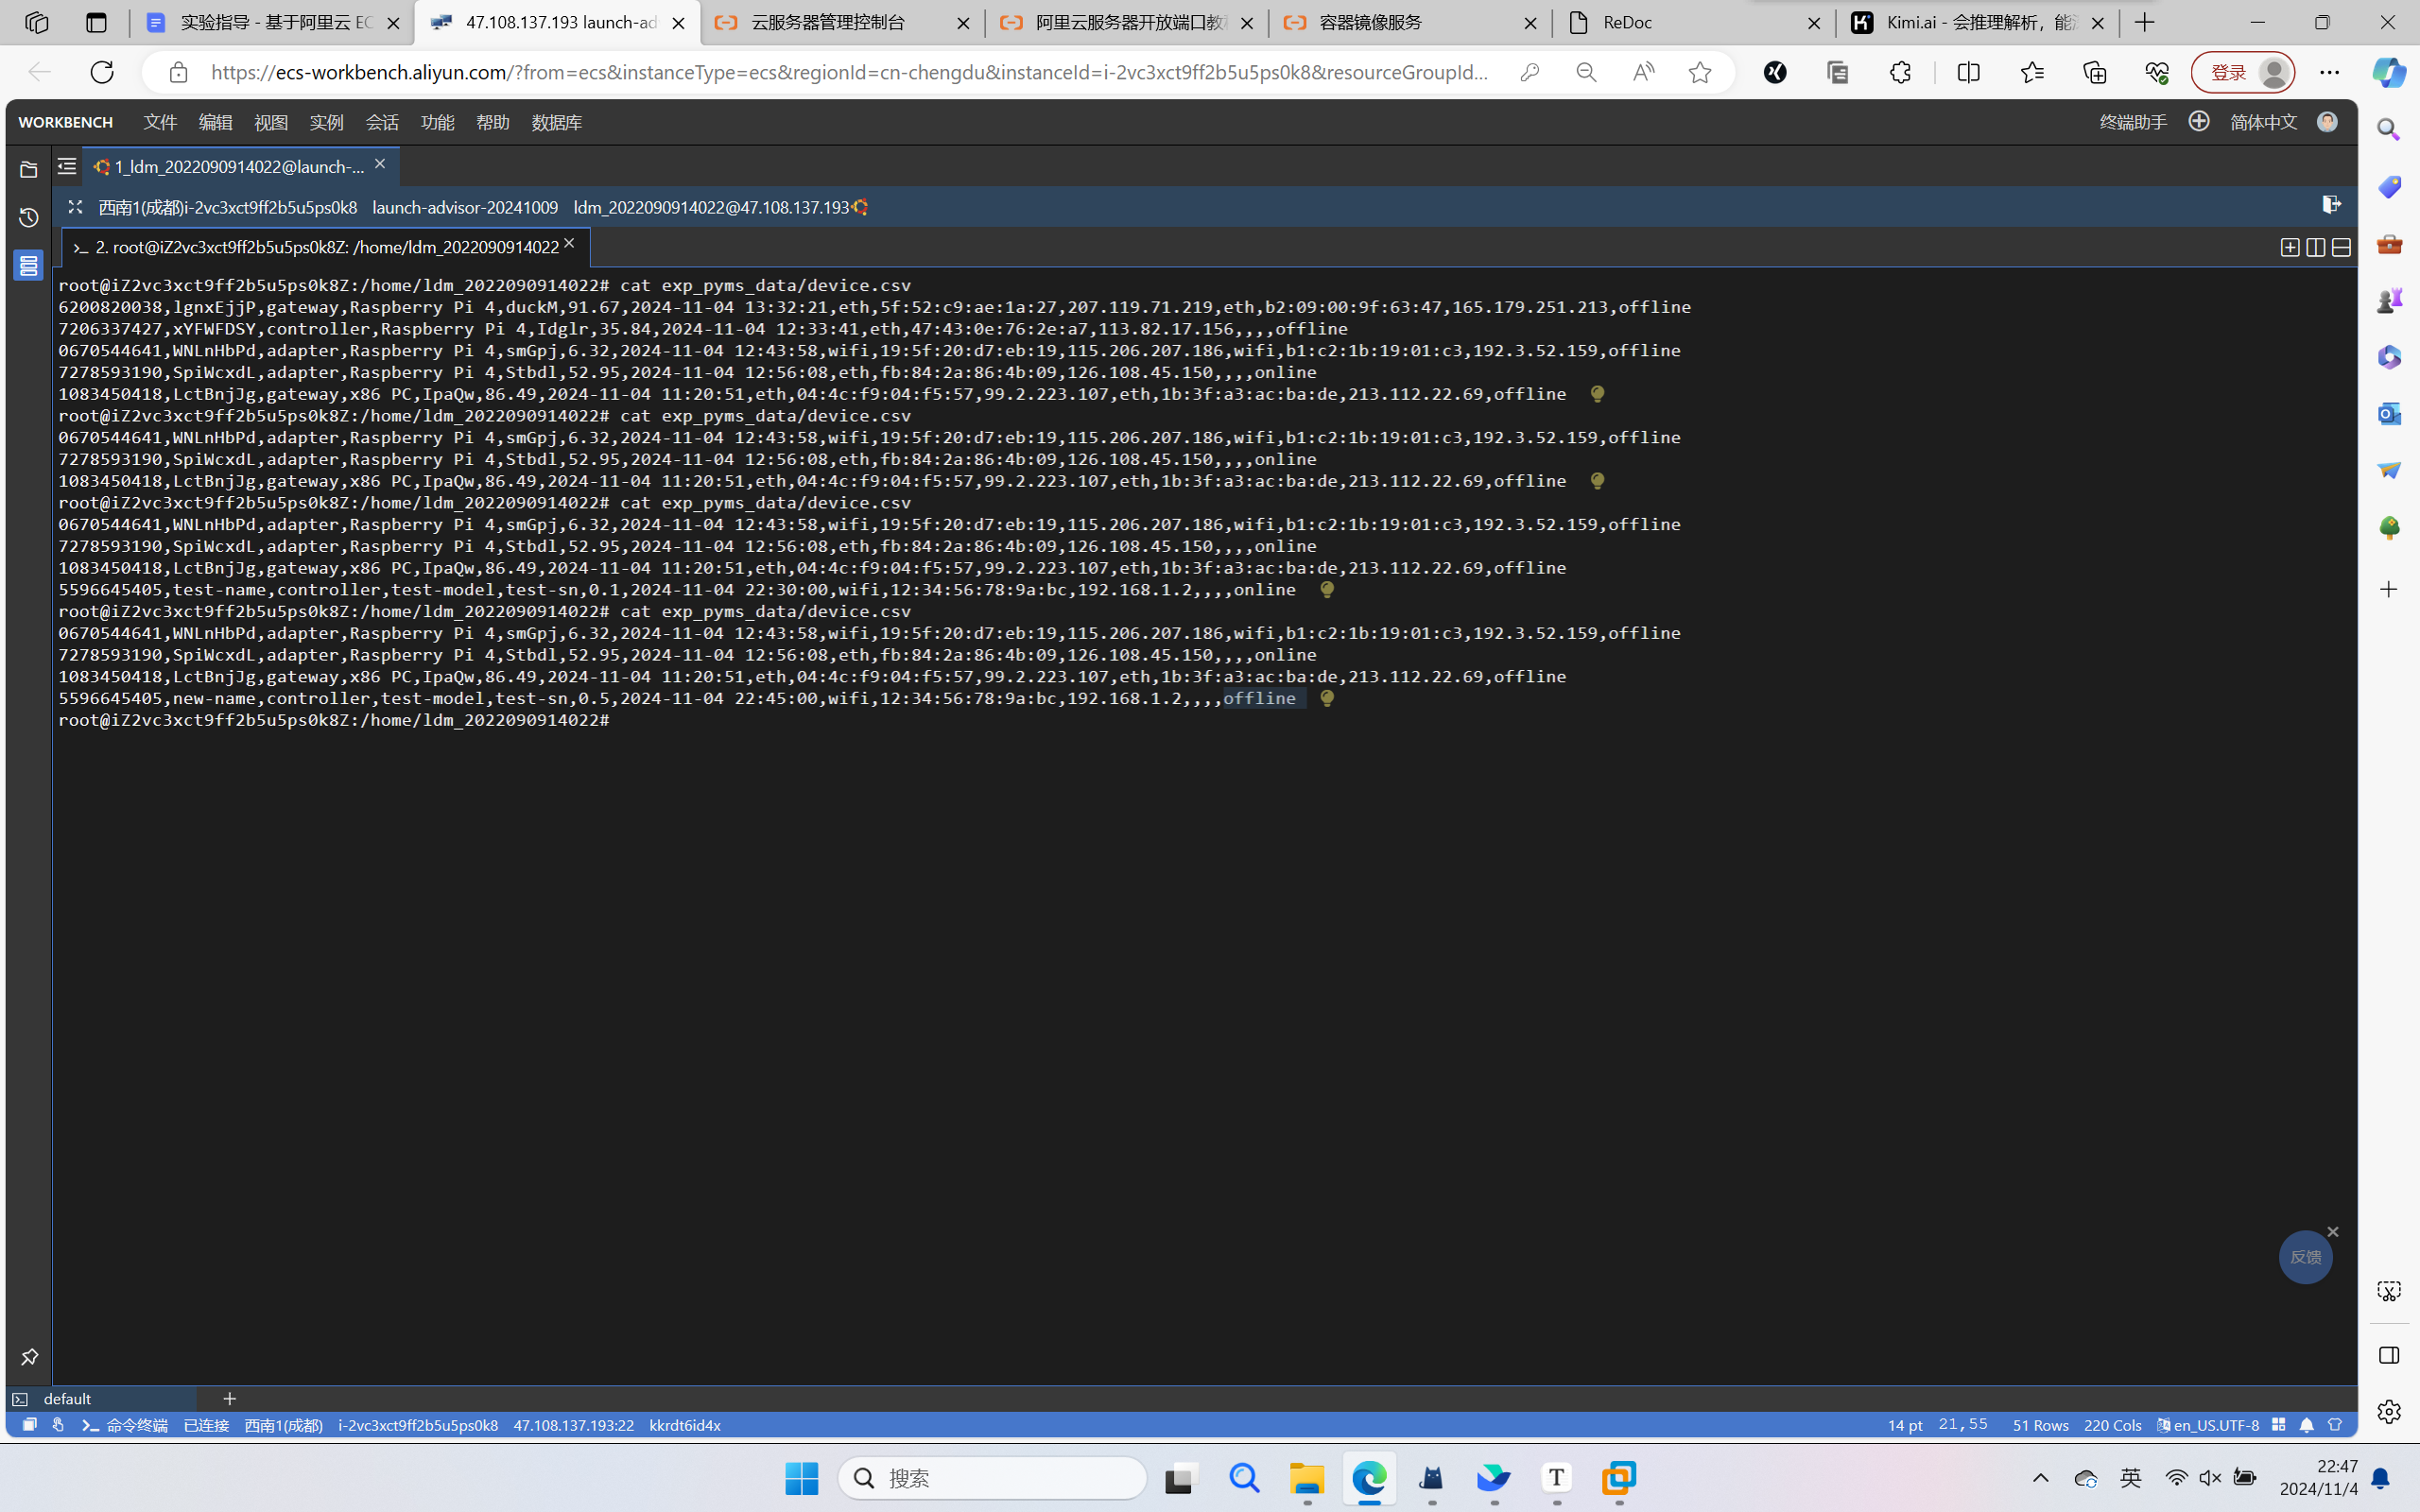 实验指导 - 基于阿里云 EC
47.108.137.193 launch-ad
云服务器管理控制台
阿里云服务器开放端口教
容器镜像服务
ReDoc
Kimi.ai - 会推理解析，能
https://ecs-workbench.aliyun.com/?from=ecs&instanceType=ecs&regionId=cn-chengdu&instanceId=i-2vc3xct9ff2b5u5ps0k8&resourceGroupId...
登录
WORKBENCH 文件 编辑 视图 实例 会话 功能 帮助 数据库 终端助手 简体中文
1_ldm_2022090914022@launch-...
西南1(成都)i-2vc3xct9ff2b5u5ps0k8 launch-advisor-20241009 ldm_2022090914022@47.108.137.193
>_ 2. root@iZ2vc3xct9ff2b5u5ps0k8Z: /home/ldm_2022090914022
root@iZ2vc3xct9ff2b5u5ps0k8Z:/home/ldm_2022090914022# cat exp_pyms_data/device.csv
6200820038,lgnxEjjP,gateway,Raspberry Pi 4,duckM,91.67,2024-11-04 13:32:21,eth,5f:52:c9:ae:1a:27,207.119.71.219,eth,b2:09:00:9f:63:47,165.179.251.213,offline
7206337427,xYFWFDSY,controller,Raspberry Pi 4,Idglr,35.84,2024-11-04 12:33:41,eth,47:43:0e:76:2e:a7,113.82.17.156,,,,offline
0670544641,WNLnHbPd,adapter,Raspberry Pi 4,smGpj,6.32,2024-11-04 12:43:58,wifi,19:5f:20:d7:eb:19,115.206.207.186,wifi,b1:c2:1b:19:01:c3,192.3.52.159,offline
7278593190,SpiWcxdL,adapter,Raspberry Pi 4,Stbdl,52.95,2024-11-04 12:56:08,eth,fb:84:2a:86:4b:09,126.108.45.150,,,,online
1083450418,LctBnjJg,gateway,x86 PC,IpaQw,86.49,2024-11-04 11:20:51,eth,04:4c:f9:04:f5:57,99.2.223.107,eth,1b:3f:a3:ac:ba:de,213.112.22.69,offline
root@iZ2vc3xct9ff2b5u5ps0k8Z:/home/ldm_2022090914022# cat exp_pyms_data/device.csv
0670544641,WNLnHbPd,adapter,Raspberry Pi 4,smGpj,6.32,2024-11-04 12:43:58,wifi,19:5f:20:d7:eb:19,115.206.207.186,wifi,b1:c2:1b:19:01:c3,192.3.52.159,offline
7278593190,SpiWcxdL,adapter,Raspberry Pi 4,Stbdl,52.95,2024-11-04 12:56:08,eth,fb:84:2a:86:4b:09,126.108.45.150,,,,online
1083450418,LctBnjJg,gateway,x86 PC,IpaQw,86.49,2024-11-04 11:20:51,eth,04:4c:f9:04:f5:57,99.2.223.107,eth,1b:3f:a3:ac:ba:de,213.112.22.69,offline
root@iZ2vc3xct9ff2b5u5ps0k8Z:/home/ldm_2022090914022# cat exp_pyms_data/device.csv
0670544641,WNLnHbPd,adapter,Raspberry Pi 4,smGpj,6.32,2024-11-04 12:43:58,wifi,19:5f:20:d7:eb:19,115.206.207.186,wifi,b1:c2:1b:19:01:c3,192.3.52.159,offline
7278593190,SpiWcxdL,adapter,Raspberry Pi 4,Stbdl,52.95,2024-11-04 12:56:08,eth,fb:84:2a:86:4b:09,126.108.45.150,,,,online
1083450418,LctBnjJg,gateway,x86 PC,IpaQw,86.49,2024-11-04 11:20:51,eth,04:4c:f9:04:f5:57,99.2.223.107,eth,1b:3f:a3:ac:ba:de,213.112.22.69,offline
5596645405,test-name,controller,test-model,test-sn,0.1,2024-11-04 22:30:00,wifi,12:34:56:78:9a:bc,192.168.1.2,,,,online
root@iZ2vc3xct9ff2b5u5ps0k8Z:/home/ldm_2022090914022# cat exp_pyms_data/device.csv
0670544641,WNLnHbPd,adapter,Raspberry Pi 4,smGpj,6.32,2024-11-04 12:43:58,wifi,19:5f:20:d7:eb:19,115.206.207.186,wifi,b1:c2:1b:19:01:c3,192.3.52.159,offline
7278593190,SpiWcxdL,adapter,Raspberry Pi 4,Stbdl,52.95,2024-11-04 12:56:08,eth,fb:84:2a:86:4b:09,126.108.45.150,,,,online
1083450418,LctBnjJg,gateway,x86 PC,IpaQw,86.49,2024-11-04 11:20:51,eth,04:4c:f9:04:f5:57,99.2.223.107,eth,1b:3f:a3:ac:ba:de,213.112.22.69,offline
5596645405,new-name,controller,test-model,test-sn,0.5,2024-11-04 22:45:00,wifi,12:34:56:78:9a:bc,192.168.1.2,,,,offline
root@iZ2vc3xct9ff2b5u5ps0k8Z:/home/ldm_2022090914022#
反馈
default
命令终端 已连接 西南1(成都) i-2vc3xct9ff2b5u5ps0k8 47.108.137.193:22 kkrdt6id4x 14 pt 21,55 51 Rows 220 Cols en_US.UTF-8
搜索
英
22:47
2024/11/4